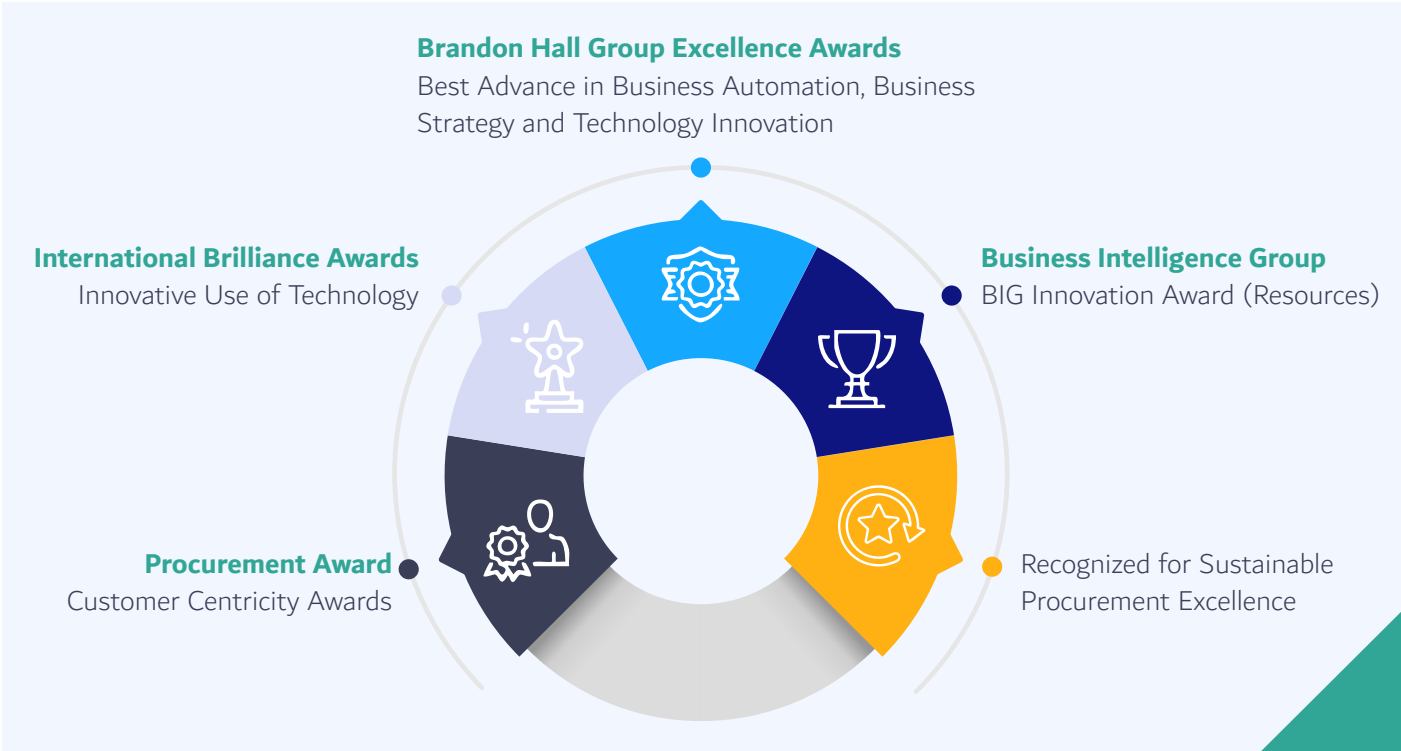 Brandon Hall Group Excellence Awards
Best Advance in Business Automation, Business
Strategy and Technology Innovation
International Brilliance Awards
Innovative Use of Technology
Business Intelligence Group
BIG Innovation Award (Resources)
Procurement Award
Customer Centricity Awards
Recognized for Sustainable
Procurement Excellence